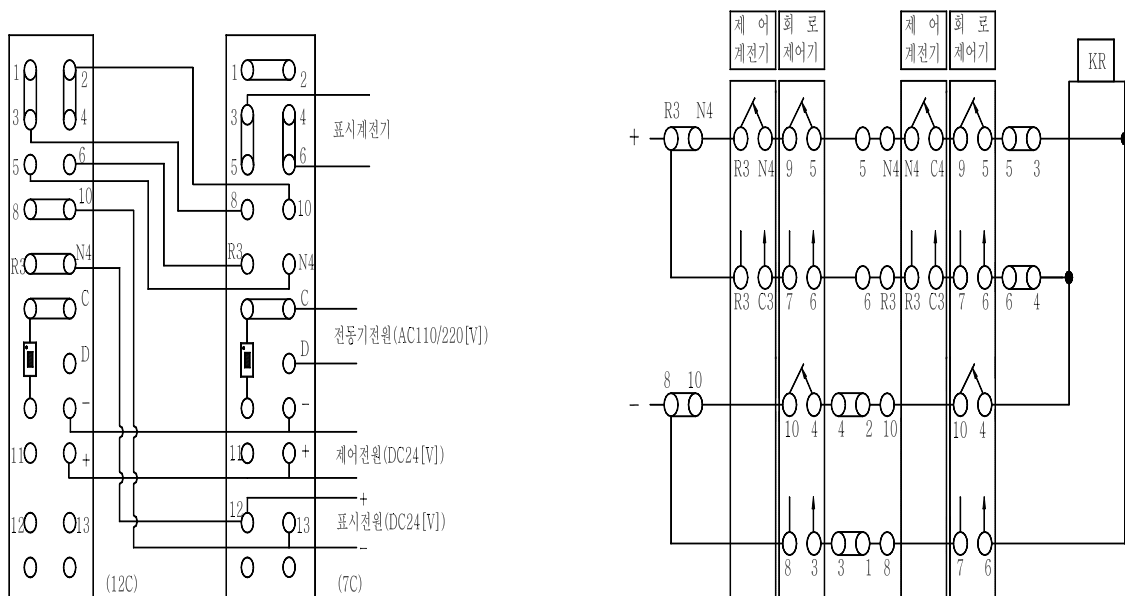 1 2
3 4
5 6
8 10
R3 N4
C
D
-
11 +
12 13
(12C)
1 2
3 4
5 6
8 10
R3 N4
C
D
-
11 +
12 13
(7C)
표시계전기
전동기전원(AC110/220[V])
제어전원(DC24[V])
+
표시전원(DC24[V])
-
제 어 회 로 제 어 회 로
계전기 제어기 계전기 제어기
KR
R3 N4
+
R3 N4 9 5 5 N4 N4 C4 9 5 5 3
R3 C3 7 6 6 R3 R3 C3 7 6 6 4
8 10
-
10 4 4 2 10 10 4
8 3 3 1 8 7 6